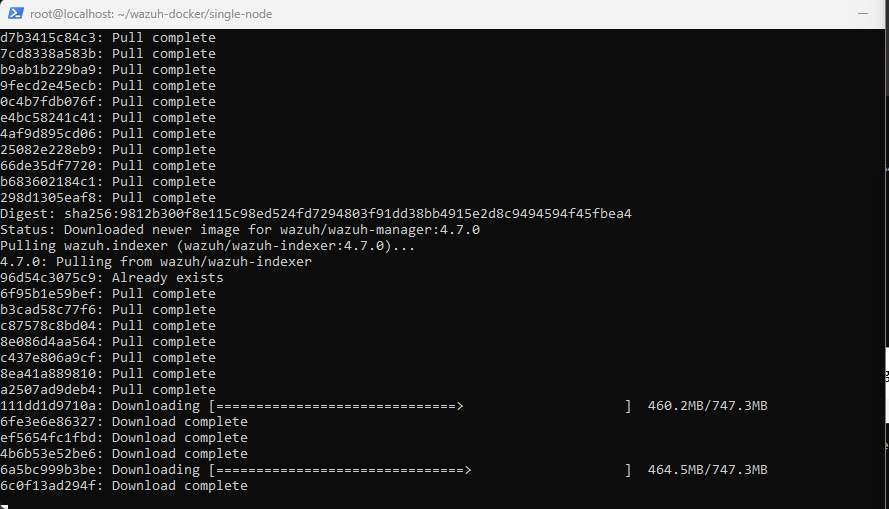 root@localhost: ~/wazuh-docker/single-node
d7b3415c84c3: Pull complete
7cd8338a583b: Pull complete
b9ab1b229ba9: Pull complete
9fecd2e45ecb: Pull complete
0c4b7fdb076f: Pull complete
e4bc58241c41: Pull complete
4af9d895cd06: Pull complete
25082e228eb9: Pull complete
66de35df7720: Pull complete
b683602184c1: Pull complete
298d1305eaf8: Pull complete
Digest: sha256:9812b300f8e115c98ed524fd7294803f91dd38bb4915e2d8c9494594f45fbea4
Status: Downloaded newer image for wazuh/wazuh-manager:4.7.0
Pulling wazuh.indexer (wazuh/wazuh-indexer:4.7.0)...
4.7.0: Pulling from wazuh/wazuh-indexer
96d54c3075c9: Already exists
6f95b1e59bef: Pull complete
b3cad58c77f6: Pull complete
c87578c8bd04: Pull complete
8e086d4aa564: Pull complete
c437e806a9cf: Pull complete
8ea41a889810: Pull complete
a2507ad9deb4: Pull complete
111dd1d9710a: Downloading [==============================>                    ]  460.2MB/747.3MB
6fe3e6e86327: Download complete
ef5654fc1fbd: Download complete
4b6b53e52be6: Download complete
6a5bc999b3be: Downloading [===============================>                   ]  464.5MB/747.3MB
6c0f13ad294f: Download complete